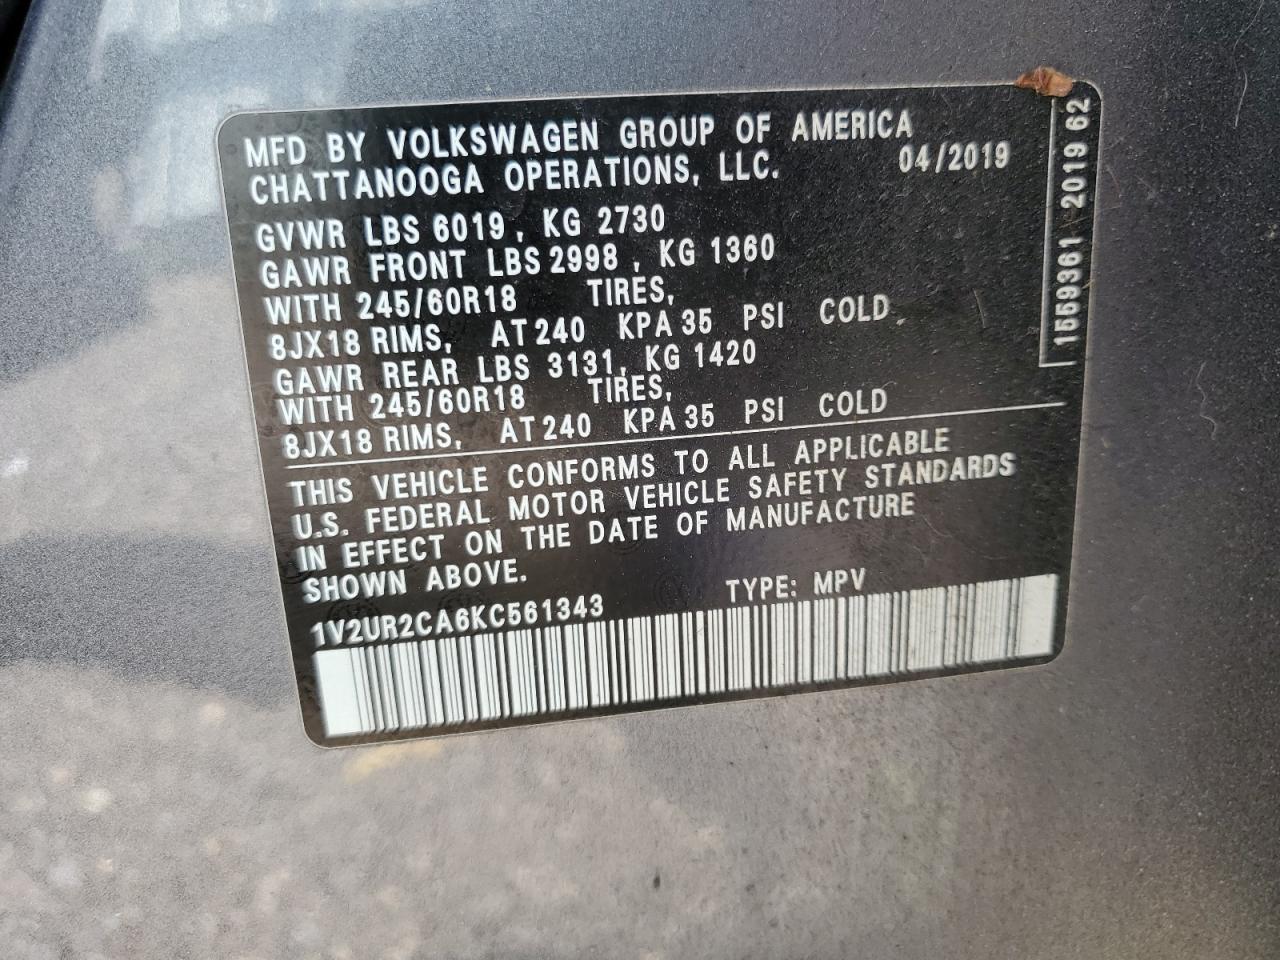 MFD BY VOLKSWAGEN GROUP OF AMERICA
CHATTANOOGA OPERATIONS, LLC. 04/2019
GVWR LBS 6019, KG 2730
GAWR FRONT LBS 2998, KG 1360
WITH 245/60R18 TIRES,
8JX18 RIMS, AT 240 KPA 35 PSI COLD
GAWR REAR LBS 3131, KG 1420
WITH 245/60R18 TIRES,
8JX18 RIMS, AT 240 KPA 35 PSI COLD
THIS VEHICLE CONFORMS TO ALL APPLICABLE
U.S. FEDERAL MOTOR VEHICLE SAFETY STANDARDS
IN EFFECT ON THE DATE OF MANUFACTURE
SHOWN ABOVE.
TYPE: MPV
1V2UR2CA6KC561343
1559361 2019 62